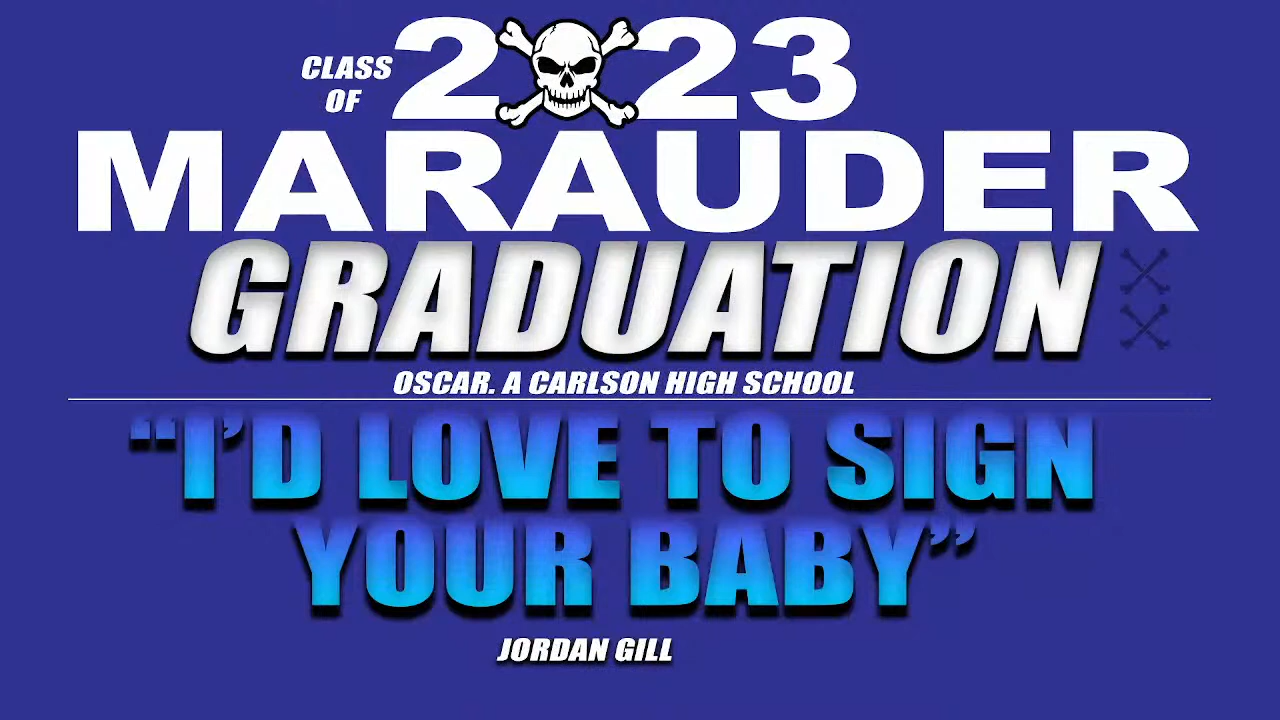 CLASS
OF
2023
MARAUDER
GRADUATION
OSCAR. A CARLSON HIGH SCHOOL
“I’D LOVE TO SIGN
YOUR BABY”
JORDAN GILL